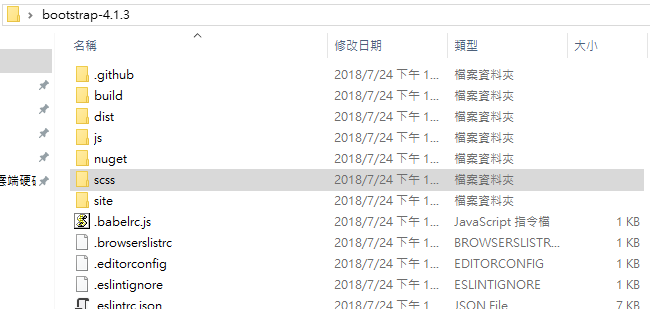 bootstrap-4.1.3
名稱 修改日期 類型 大小
.github 2018/7/24 下午 1... 檔案資料夾
build 2018/7/24 下午 1... 檔案資料夾
dist 2018/7/24 下午 1... 檔案資料夾
js 2018/7/24 下午 1... 檔案資料夾
nuget 2018/7/24 下午 1... 檔案資料夾
雲端硬碟 scss 2018/7/24 下午 1... 檔案資料夾
site 2018/7/24 下午 1... 檔案資料夾
.babelrc.js 2018/7/24 下午 1... JavaScript 指令檔 1 KB
.browserslistrc 2018/7/24 下午 1... BROWSERSLISTR... 1 KB
.editorconfig 2018/7/24 下午 1... EDITORCONFIG 1 KB
.eslintignore 2018/7/24 下午 1... ESLINTIGNORE 1 KB
.eslintrc.json 2018/7/24 下午 1... JSON File 7 KB